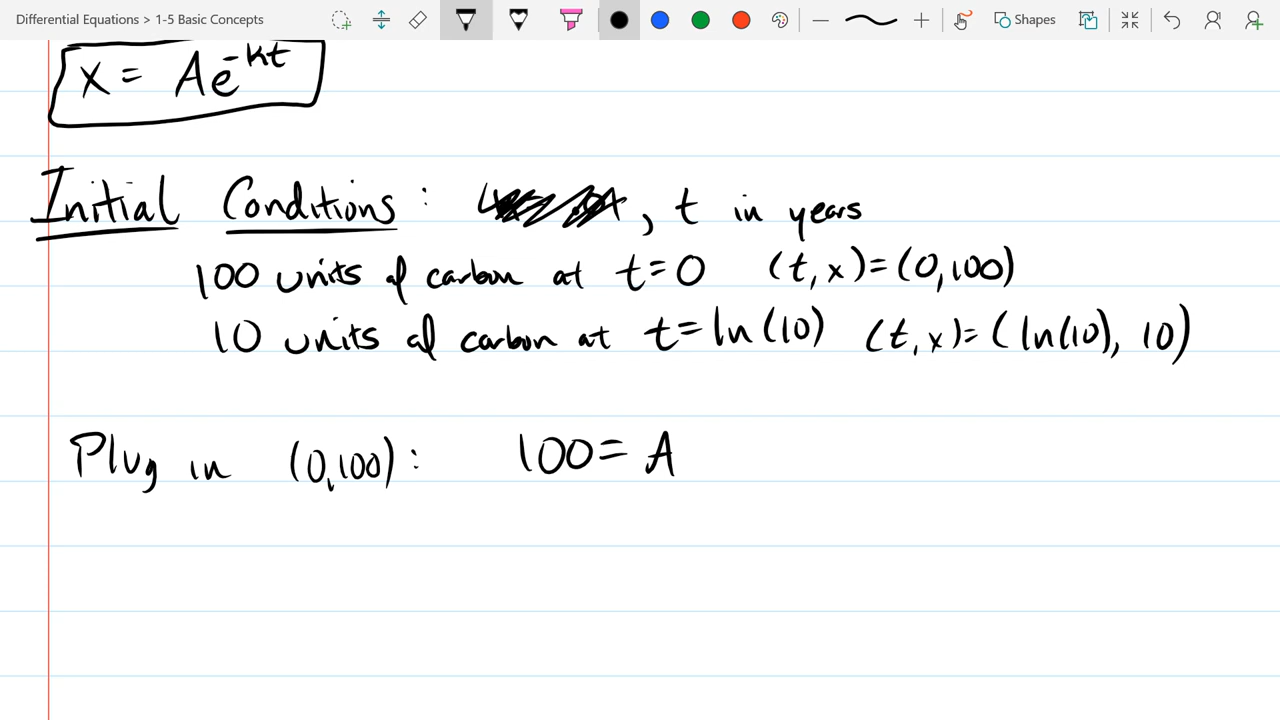 Differential Equations > 1-5 Basic Concepts
Shapes
x = Ae^-kt
Initial Conditions: , t in years
100 units of carbon at t=0 (t,x)=(0,100)
10 units of carbon at t=ln(10) (t,x)=(ln(10), 10)
Plug in (0,100): 100=A